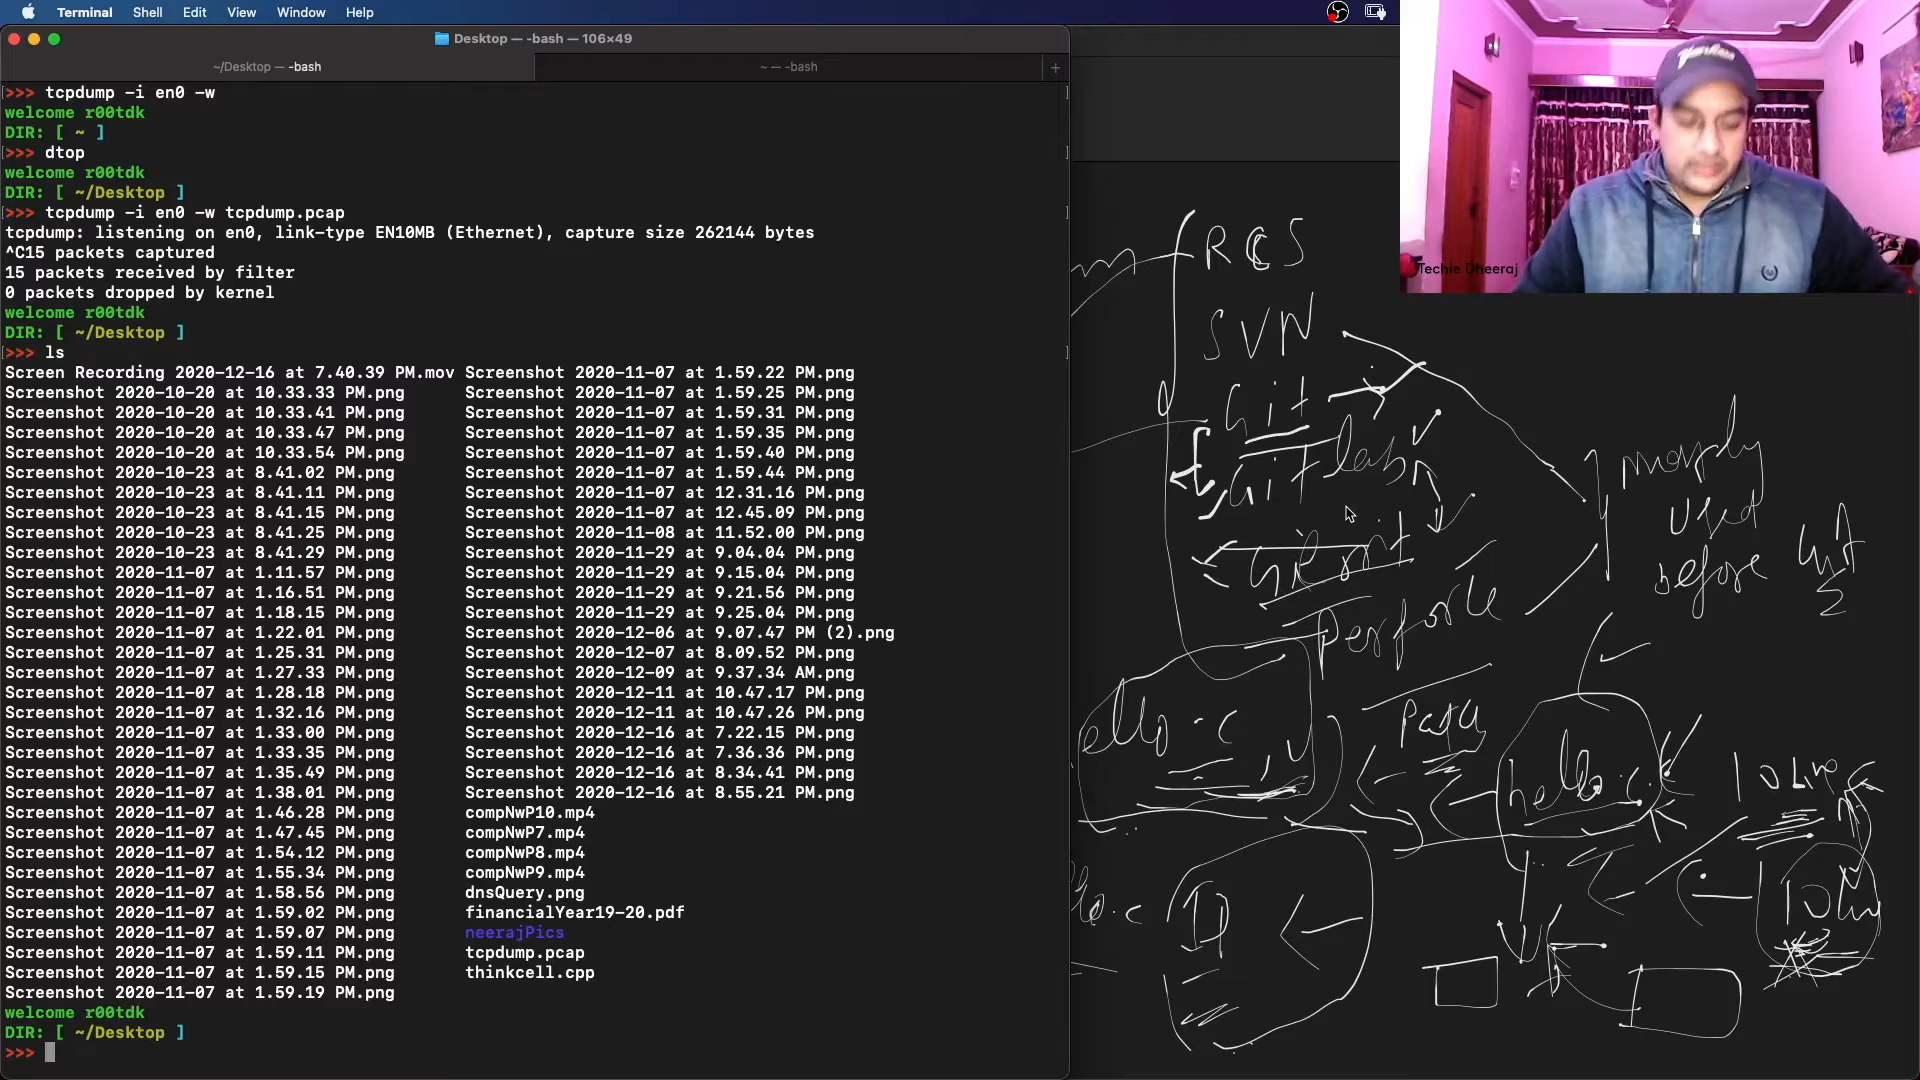 Terminal Shell Edit View Window Help
Desktop — -bash — 106×49
~/Desktop — -bash
~ — -bash
>>> tcpdump -i en0 -w
welcome r00tdk
DIR: [ ~ ]
>>> dtop
welcome r00tdk
DIR: [ ~/Desktop ]
>>> tcpdump -i en0 -w tcpdump.pcap
tcpdump: listening on en0, link-type EN10MB (Ethernet), capture size 262144 bytes
^C15 packets captured
15 packets received by filter
0 packets dropped by kernel
welcome r00tdk
DIR: [ ~/Desktop ]
>>> ls
Screen Recording 2020-12-16 at 7.40.39 PM.mov Screenshot 2020-11-07 at 1.59.22 PM.png
Screenshot 2020-10-20 at 10.33.33 PM.png Screenshot 2020-11-07 at 1.59.25 PM.png
Screenshot 2020-10-20 at 10.33.41 PM.png Screenshot 2020-11-07 at 1.59.31 PM.png
Screenshot 2020-10-20 at 10.33.47 PM.png Screenshot 2020-11-07 at 1.59.35 PM.png
Screenshot 2020-10-20 at 10.33.54 PM.png Screenshot 2020-11-07 at 1.59.40 PM.png
Screenshot 2020-10-23 at 8.41.02 PM.png Screenshot 2020-11-07 at 1.59.44 PM.png
Screenshot 2020-10-23 at 8.41.11 PM.png Screenshot 2020-11-07 at 12.31.16 PM.png
Screenshot 2020-10-23 at 8.41.15 PM.png Screenshot 2020-11-07 at 12.45.09 PM.png
Screenshot 2020-10-23 at 8.41.25 PM.png Screenshot 2020-11-08 at 11.52.00 PM.png
Screenshot 2020-10-23 at 8.41.29 PM.png Screenshot 2020-11-29 at 9.04.04 PM.png
Screenshot 2020-11-07 at 1.11.57 PM.png Screenshot 2020-11-29 at 9.15.04 PM.png
Screenshot 2020-11-07 at 1.16.51 PM.png Screenshot 2020-11-29 at 9.21.56 PM.png
Screenshot 2020-11-07 at 1.18.15 PM.png Screenshot 2020-11-29 at 9.25.04 PM.png
Screenshot 2020-11-07 at 1.22.01 PM.png Screenshot 2020-12-06 at 9.07.47 PM (2).png
Screenshot 2020-11-07 at 1.25.31 PM.png Screenshot 2020-12-07 at 8.09.52 PM.png
Screenshot 2020-11-07 at 1.27.33 PM.png Screenshot 2020-12-09 at 9.37.34 AM.png
Screenshot 2020-11-07 at 1.28.18 PM.png Screenshot 2020-12-11 at 10.47.17 PM.png
Screenshot 2020-11-07 at 1.32.16 PM.png Screenshot 2020-12-11 at 10.47.26 PM.png
Screenshot 2020-11-07 at 1.33.00 PM.png Screenshot 2020-12-16 at 7.22.15 PM.png
Screenshot 2020-11-07 at 1.33.35 PM.png Screenshot 2020-12-16 at 7.36.36 PM.png
Screenshot 2020-11-07 at 1.35.49 PM.png Screenshot 2020-12-16 at 8.34.41 PM.png
Screenshot 2020-11-07 at 1.38.01 PM.png Screenshot 2020-12-16 at 8.55.21 PM.png
Screenshot 2020-11-07 at 1.46.28 PM.png compNwP10.mp4
Screenshot 2020-11-07 at 1.47.45 PM.png compNwP7.mp4
Screenshot 2020-11-07 at 1.54.12 PM.png compNwP8.mp4
Screenshot 2020-11-07 at 1.55.34 PM.png compNwP9.mp4
Screenshot 2020-11-07 at 1.58.56 PM.png dnsQuery.png
Screenshot 2020-11-07 at 1.59.02 PM.png financialYear19-20.pdf
Screenshot 2020-11-07 at 1.59.07 PM.png neerajPics
Screenshot 2020-11-07 at 1.59.11 PM.png tcpdump.pcap
Screenshot 2020-11-07 at 1.59.15 PM.png thinkcell.cpp
Screenshot 2020-11-07 at 1.59.19 PM.png
welcome r00tdk
DIR: [ ~/Desktop ]
>>>
Techie Dheeraj
RCS
SVN
Git
Gitlab
Perforce
used
before
hello.c